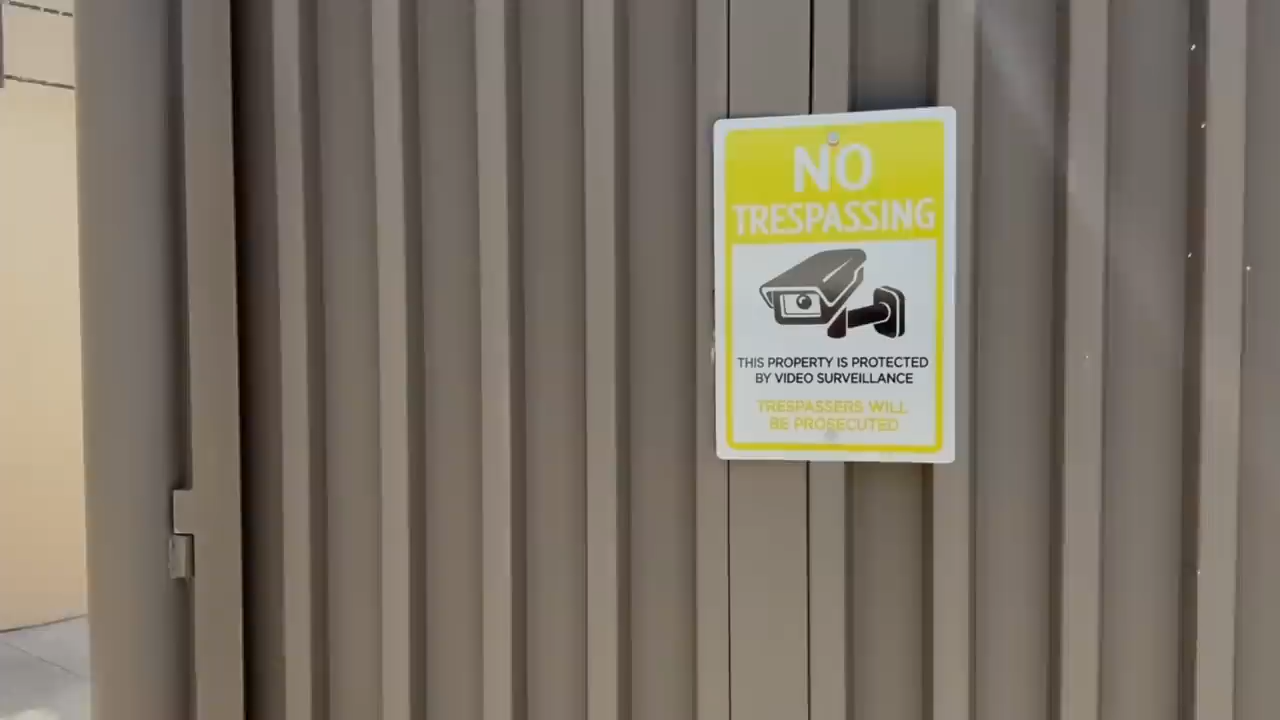 NO
TRESPASSING
THIS PROPERTY IS PROTECTED
BY VIDEO SURVEILLANCE
TRESPASSERS WILL
BE PROSECUTED